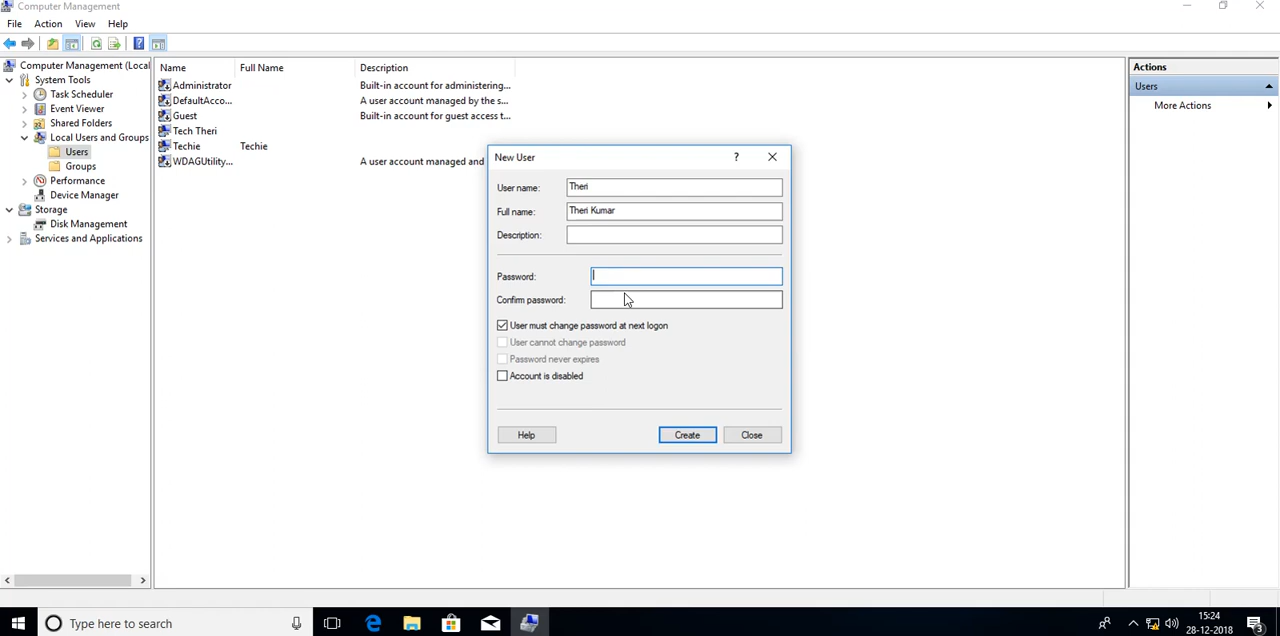 Computer Management
File Action View Help
Computer Management (Local
System Tools
Task Scheduler
Event Viewer
Shared Folders
Local Users and Groups
Users
Groups
Performance
Device Manager
Storage
Disk Management
Services and Applications
Name Full Name Description
Administrator Built-in account for administering...
DefaultAcco... A user account managed by the s...
Guest Built-in account for guest access t...
Tech Theri
Techie Techie
WDAGUtility... A user account managed and
New User
User name: Theri
Full name: Theri Kumar
Description:
Password:
Confirm password:
User must change password at next logon
User cannot change password
Password never expires
Account is disabled
Help Create Close
Actions
Users
More Actions
Type here to search
15:24
28-12-2018
3